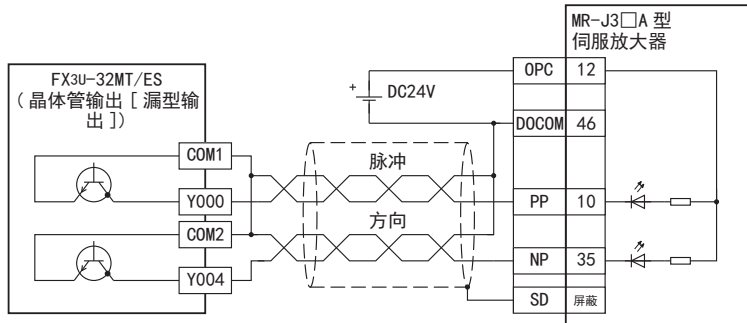 MR-J3□A 型
伺服放大器
FX3U-32MT/ES
( 晶体管输出 [ 漏型输
出 ])
+
DC24V
OPC 12
DOCOM 46
COM1
脉冲
Y000
PP 10
COM2
方向
NP 35
Y004
SD 屏蔽